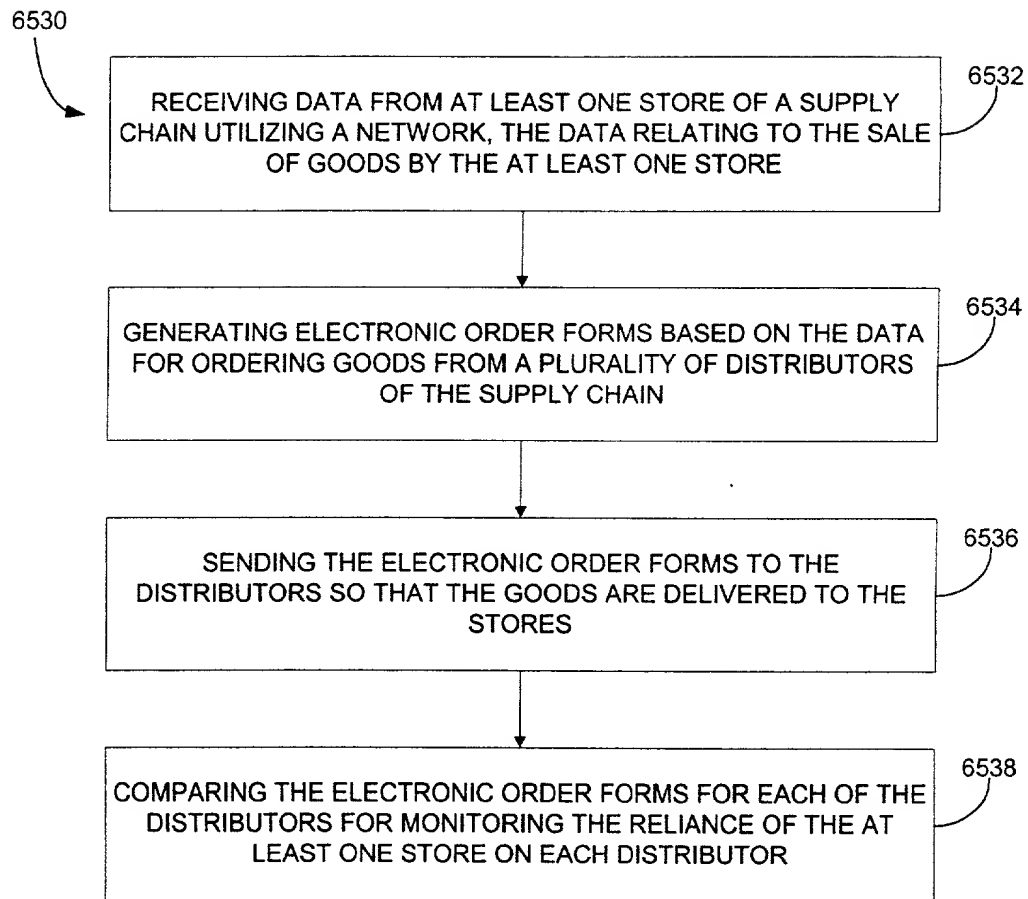 6530
6532
RECEIVING DATA FROM AT LEAST ONE STORE OF A SUPPLY
CHAIN UTILIZING A NETWORK, THE DATA RELATING TO THE SALE
OF GOODS BY THE AT LEAST ONE STORE
6534
GENERATING ELECTRONIC ORDER FORMS BASED ON THE DATA
FOR ORDERING GOODS FROM A PLURALITY OF DISTRIBUTORS
OF THE SUPPLY CHAIN
6536
SENDING THE ELECTRONIC ORDER FORMS TO THE
DISTRIBUTORS SO THAT THE GOODS ARE DELIVERED TO THE
STORES
6538
COMPARING THE ELECTRONIC ORDER FORMS FOR EACH OF THE
DISTRIBUTORS FOR MONITORING THE RELIANCE OF THE AT
LEAST ONE STORE ON EACH DISTRIBUTOR